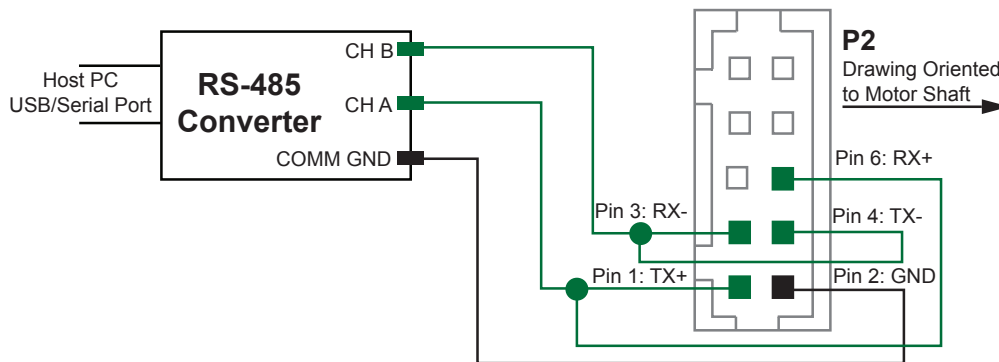 Host PC
USB/Serial Port
RS-485
Converter
CH B
CH A
COMM GND
P2
Drawing Oriented
to Motor Shaft
Pin 6: RX+
Pin 3: RX-
Pin 4: TX-
Pin 1: TX+
Pin 2: GND